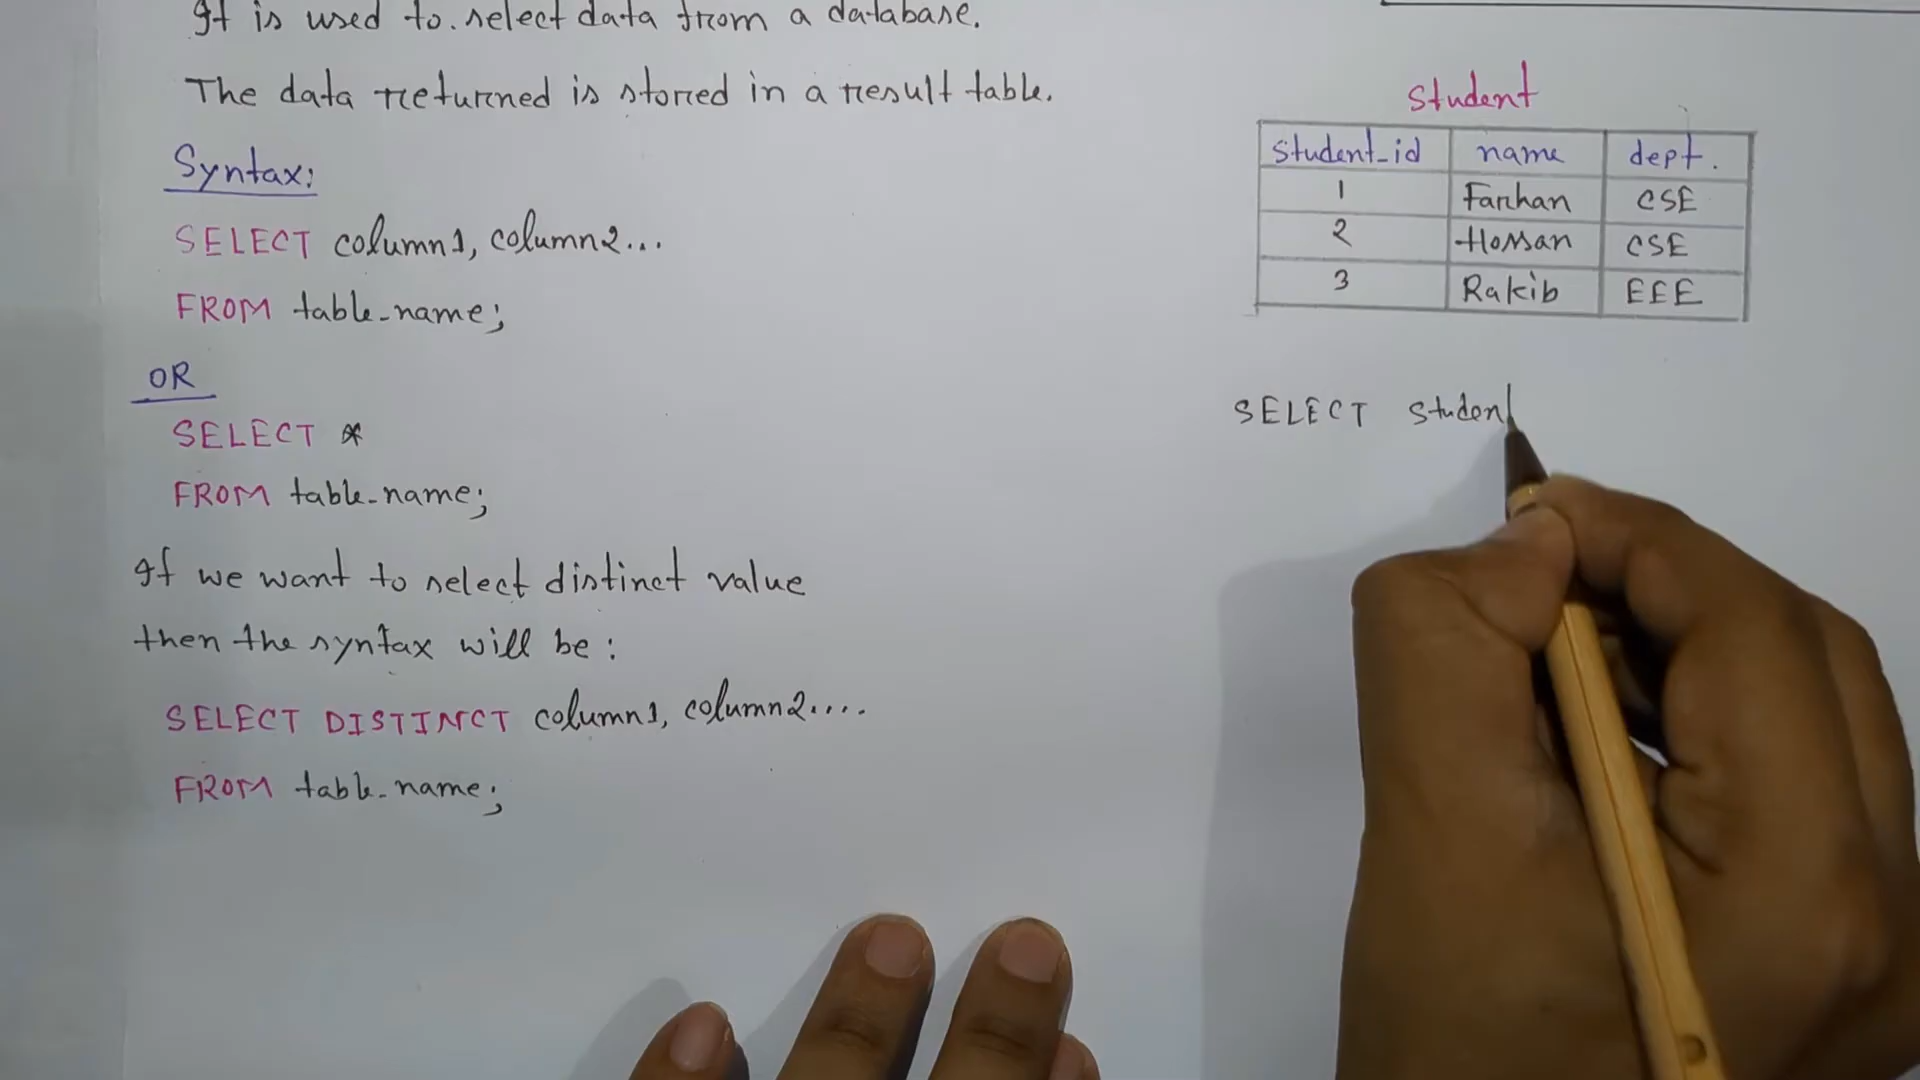 It is used to select data from a database.
The data returned is stored in a result table.
Syntax:
SELECT column1, column2...
FROM table_name;
OR
SELECT *
FROM table_name;
If we want to select distinct value
then the syntax will be :
SELECT DISTINCT column1, column2....
FROM table_name;
Student
student_id name dept.
1 Farhan CSE
2 Hossan CSE
3 Rakib EEE
SELECT studen